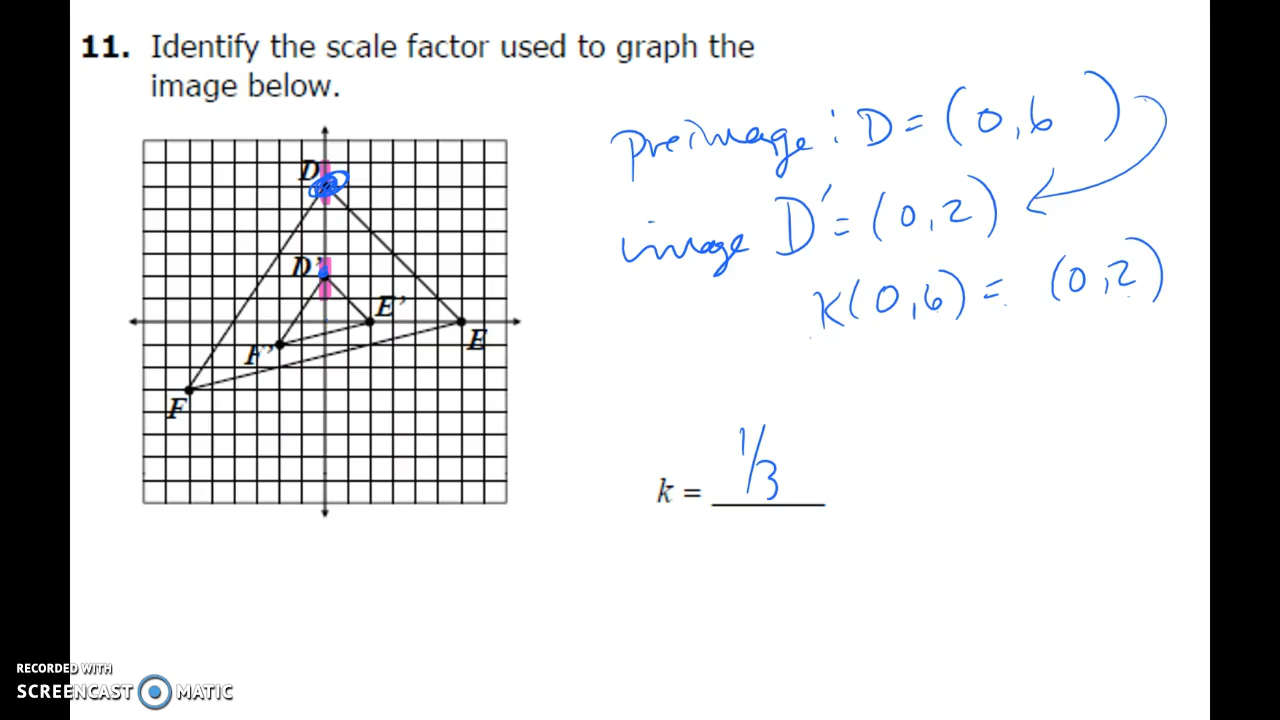 11. Identify the scale factor used to graph the
image below.
preimage: D = (0, 6)
image D' = (0, 2)
K(0, 6) = (0, 2)
D
D'
E'
E
F'
F
k = 1/3
RECORDED WITH
SCREENCAST MATIC